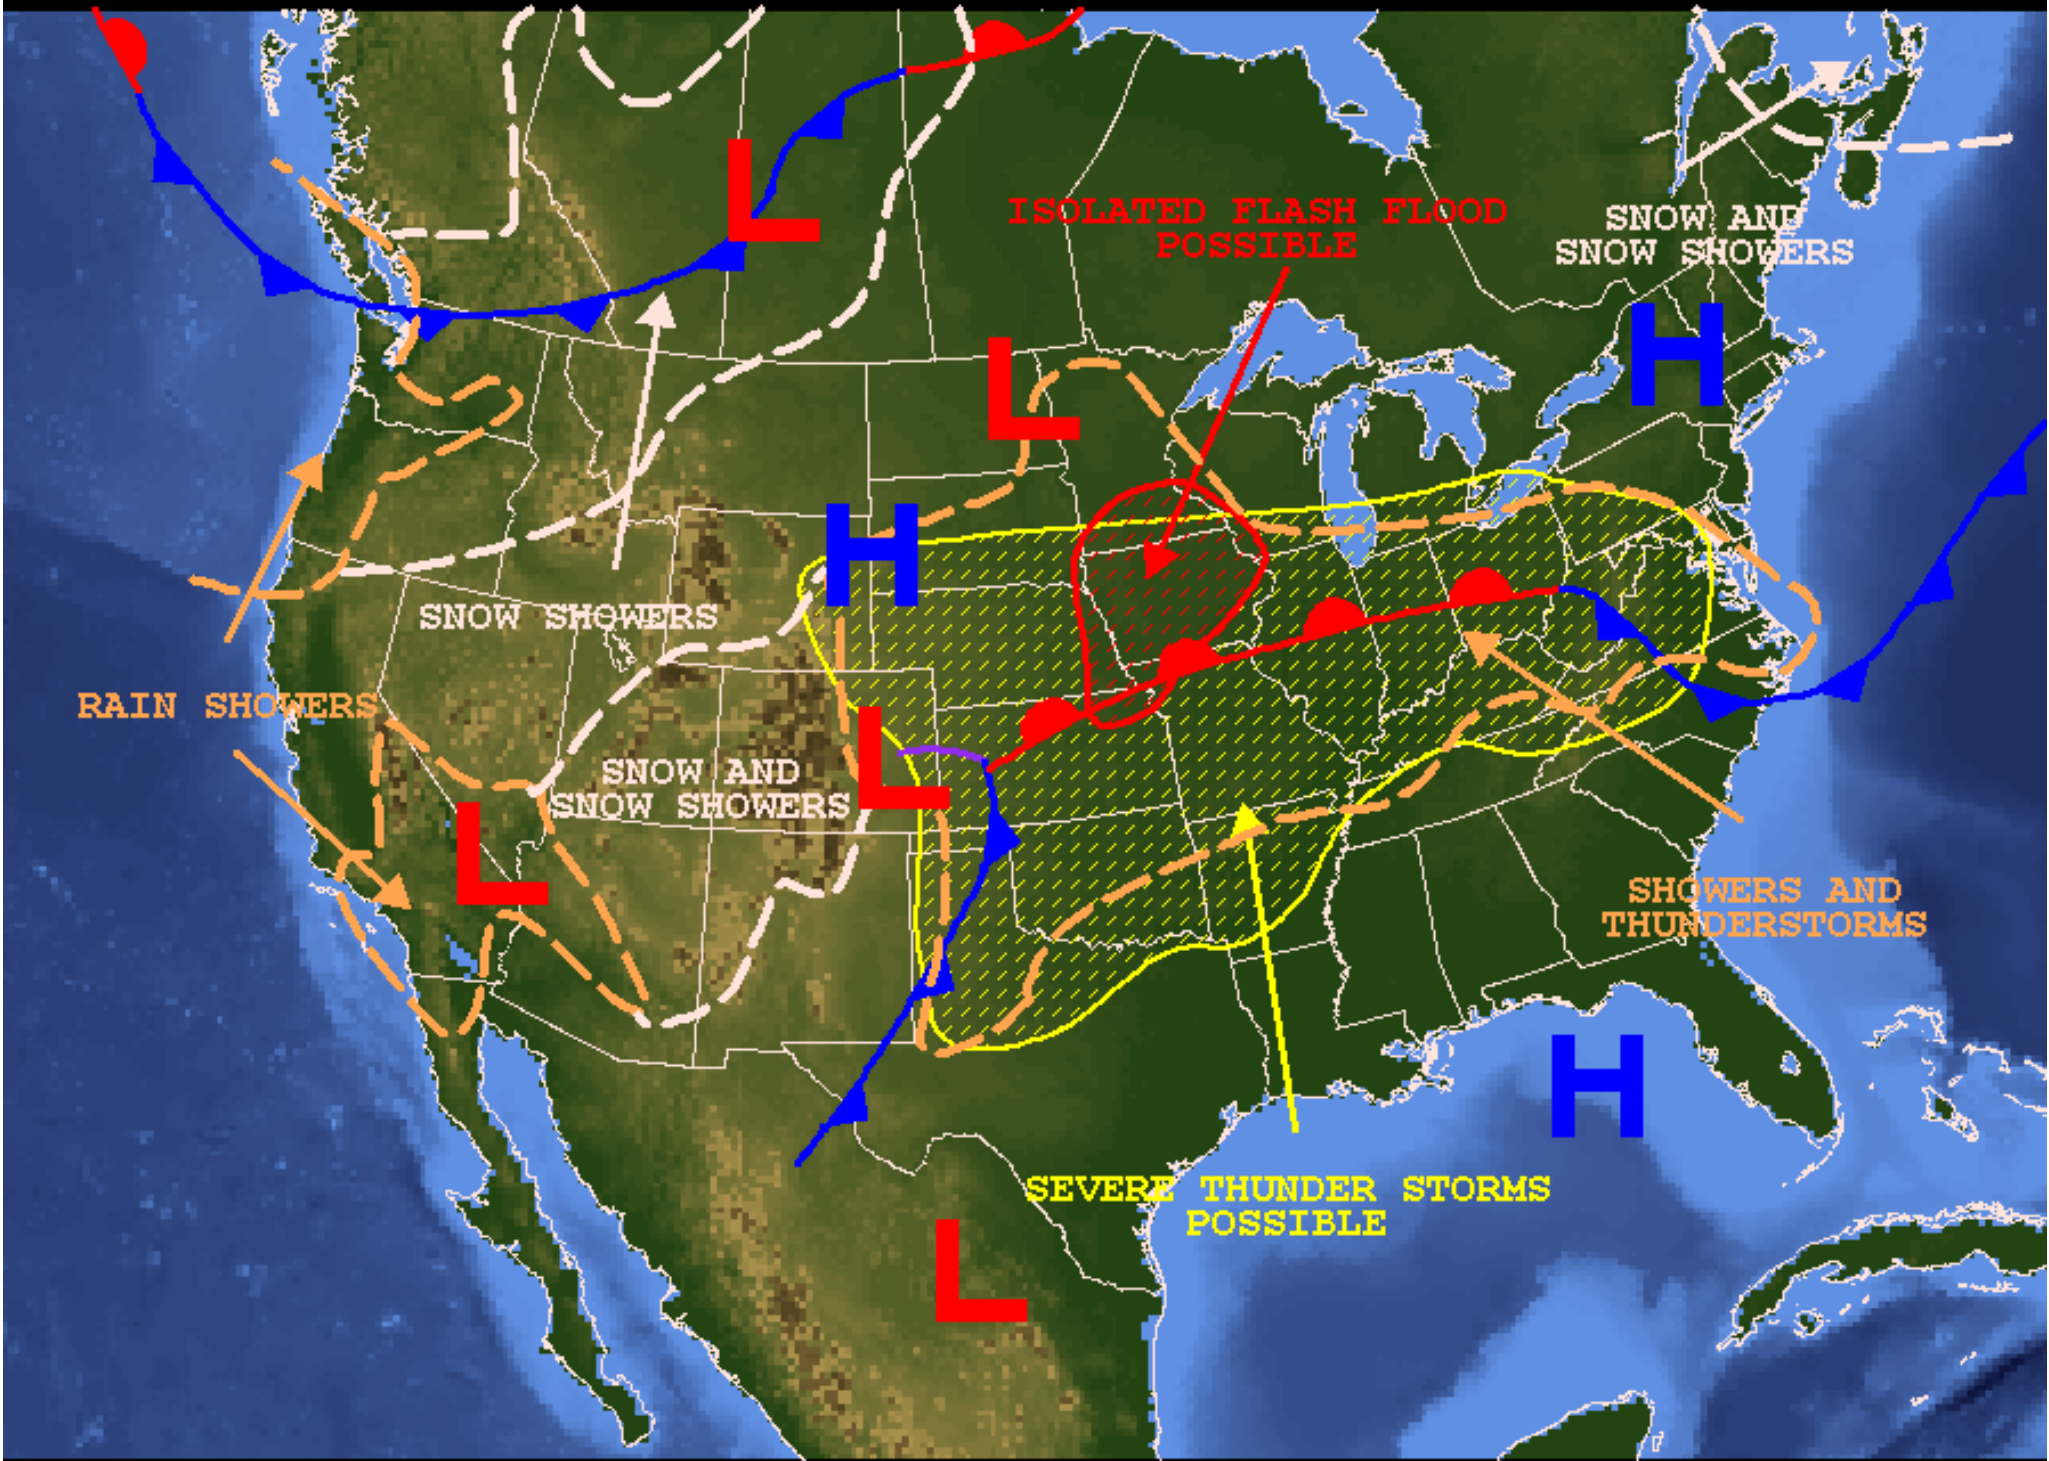 ISOLATED FLASH FLOOD
POSSIBLE
SNOW AND
SNOW SHOWERS
SNOW SHOWERS
RAIN SHOWERS
SNOW AND
SNOW SHOWERS
SHOWERS AND
THUNDERSTORMS
SEVERE THUNDER STORMS
POSSIBLE
L
L
H
H
L
L
H
L